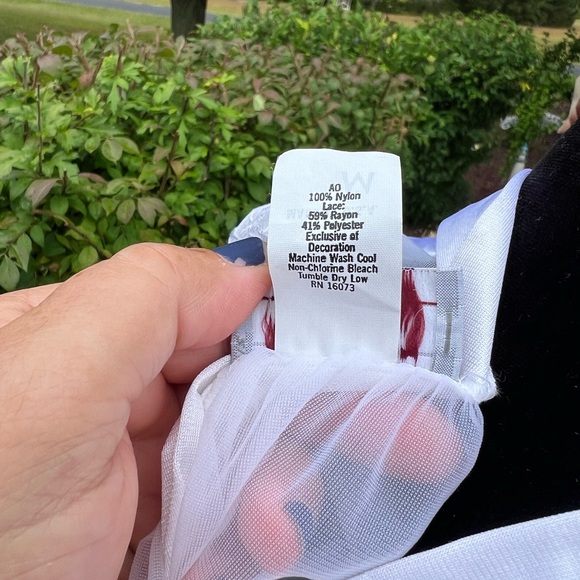 AO
100% Nylon
Lace:
59% Rayon
41% Polyester
Exclusive of
Decoration
Machine Wash Cool
Non-Chlorine Bleach
Tumble Dry Low
RN 16073